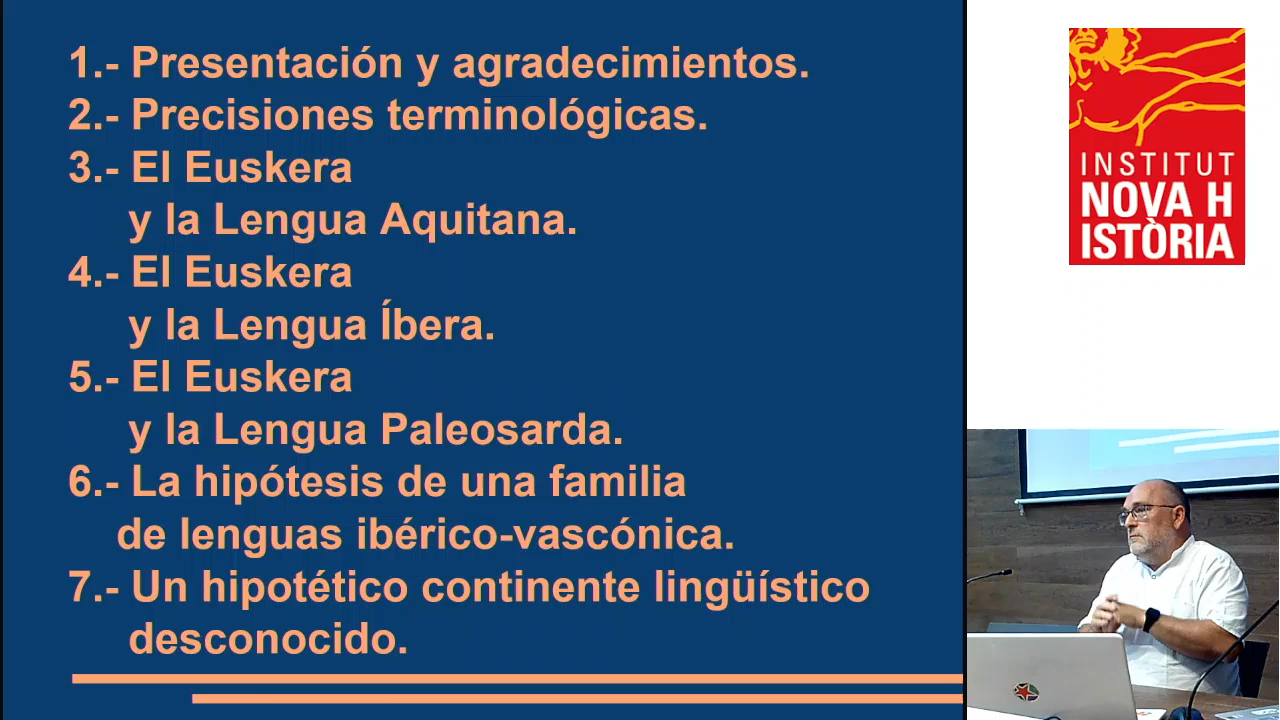 1.- Presentación y agradecimientos.
2.- Precisiones terminológicas.
3.- El Euskera
y la Lengua Aquitana.
4.- El Euskera
y la Lengua Íbera.
5.- El Euskera
y la Lengua Paleosarda.
6.- La hipótesis de una familia
de lenguas ibérico-vascónica.
7.- Un hipotético continente lingüístico
desconocido.
INSTITUT
NOVA H
ISTÒRIA